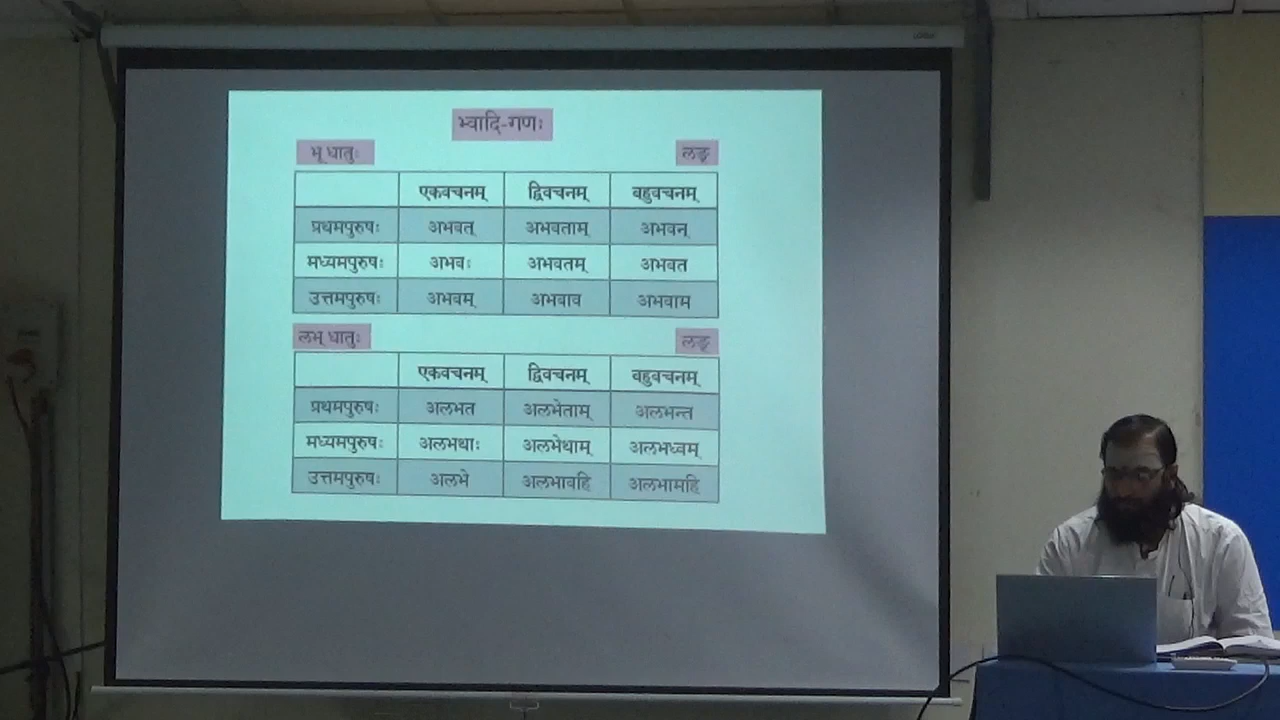 भ्वादि-गणः
भू धातुः लङ्
एकवचनम् द्विवचनम् बहुवचनम्
प्रथमपुरुषः अभवत् अभवताम् अभवन्
मध्यमपुरुषः अभवः अभवतम् अभवत
उत्तमपुरुषः अभवम् अभवाव अभवाम
लभ् धातुः लङ्
एकवचनम् द्विवचनम् बहुवचनम्
प्रथमपुरुषः अलभत अलभेताम् अलभन्त
मध्यमपुरुषः अलभथाः अलभेथाम् अलभध्वम्
उत्तमपुरुषः अलभे अलभावहि अलभामहि